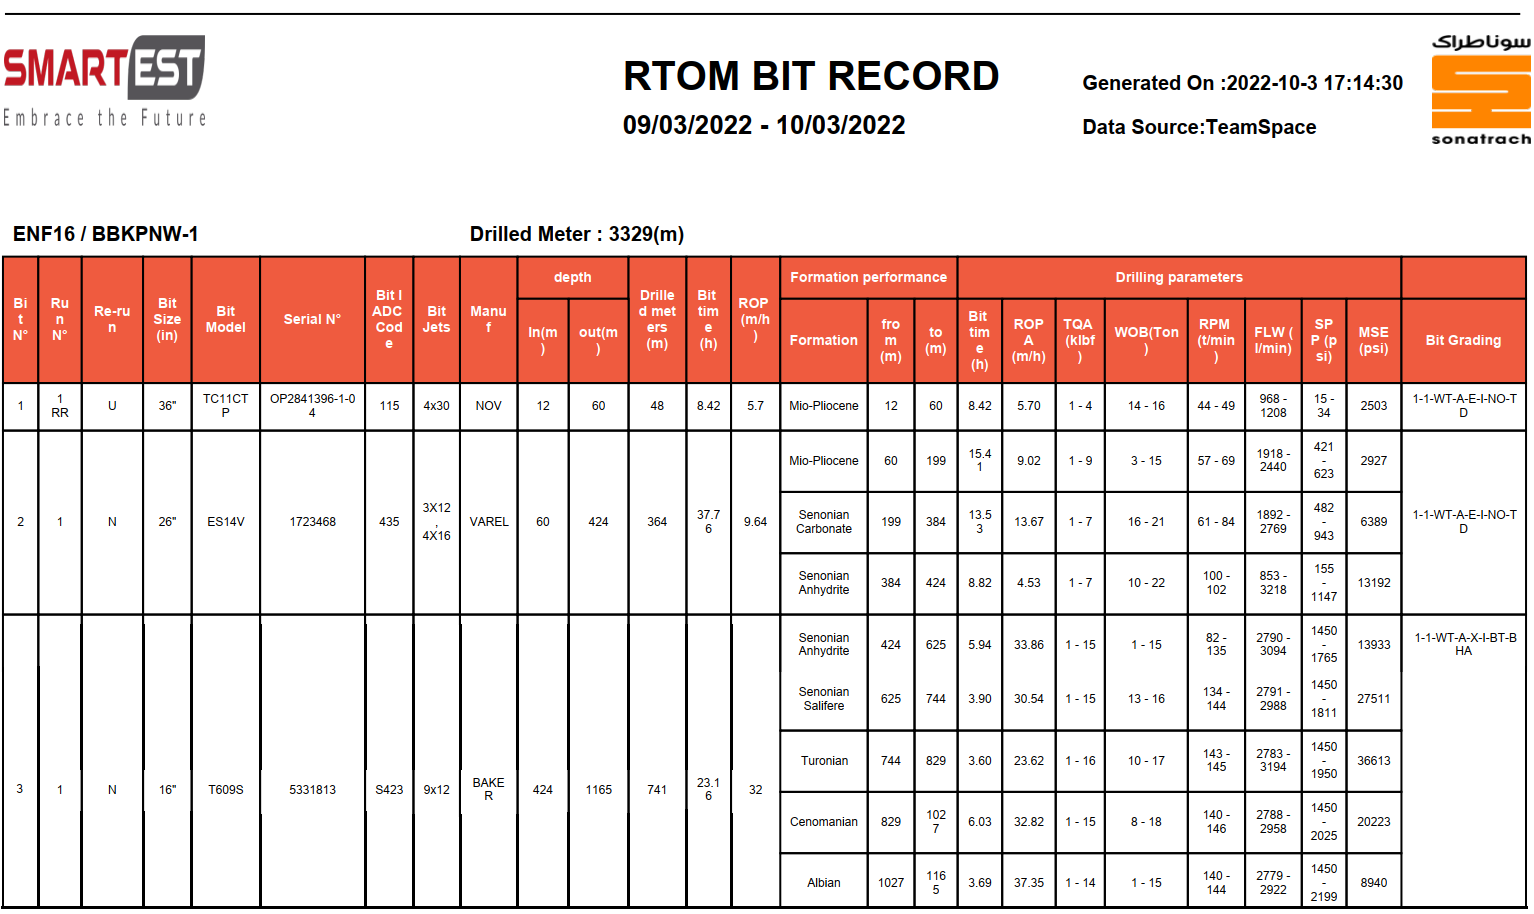 SMARTEST
Embrace the Future
RTOM BIT RECORD
09/03/2022 - 10/03/2022
Generated On :2022-10-3 17:14:30
Data Source:TeamSpace
سوناطراك
sonatrach
ENF16 / BBKPNW-1 Drilled Meter : 3329(m)
Bit N° Run N° Re-run Bit Size (in) Bit Model Serial N° Bit IADC Code Bit Jets Manuf depth Drilled meters (m) Bit time (h) ROP (m/h) Formation performance Drilling parameters
In(m) out(m) Formation from (m) to (m) Bit time (h) ROPA (m/h) TQA (klbf) WOB(Ton) RPM (t/min) FLW (l/min) SPP (psi) MSE (psi) Bit Grading
1 1 RR U 36" TC11CTP OP2841396-1-04 115 4x30 NOV 12 60 48 8.42 5.7 Mio-Pliocene 12 60 8.42 5.70 1 - 4 14 - 16 44 - 49 968 - 1208 15 - 34 2503 1-1-WT-A-E-I-NO-TD
2 1 N 26" ES14V 1723468 435 3X12, 4X16 VAREL 60 424 364 37.76 9.64 Mio-Pliocene 60 199 15.41 9.02 1 - 9 3 - 15 57 - 69 1918 - 2440 421 - 623 2927 1-1-WT-A-E-I-NO-TD
Senonian Carbonate 199 384 13.53 13.67 1 - 7 16 - 21 61 - 84 1892 - 2769 482 - 943 6389
Senonian Anhydrite 384 424 8.82 4.53 1 - 7 10 - 22 100 - 102 853 - 3218 155 - 1147 13192
3 1 N 16" T609S 5331813 S423 9x12 BAKER 424 1165 741 23.16 32 Senonian Anhydrite 424 625 5.94 33.86 1 - 15 1 - 15 82 - 135 2790 - 3094 1450 - 1765 13933 1-1-WT-A-X-I-BT-BHA
Senonian Salifere 625 744 3.90 30.54 1 - 15 13 - 16 134 - 144 2791 - 2988 1450 - 1811 27511
Turonian 744 829 3.60 23.62 1 - 16 10 - 17 143 - 145 2783 - 3194 1450 - 1950 36613
Cenomanian 829 1027 6.03 32.82 1 - 15 8 - 18 140 - 146 2788 - 2958 1450 - 2025 20223
Albian 1027 1165 3.69 37.35 1 - 14 1 - 15 140 - 144 2779 - 2922 1450 - 2199 8940